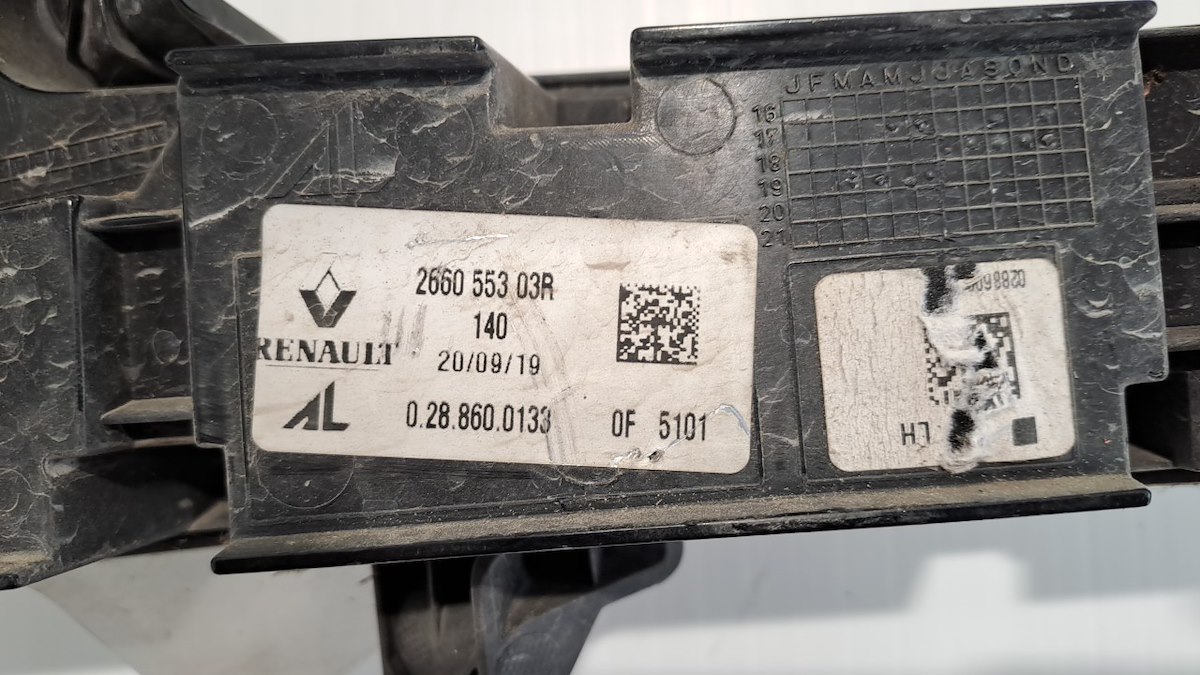 JFMAMJJASOND
16
17
18
19
20
21
2660 553 03R
140
RENAULT
20/09/19
AL
0.28.860.0133
0F 5101
LH